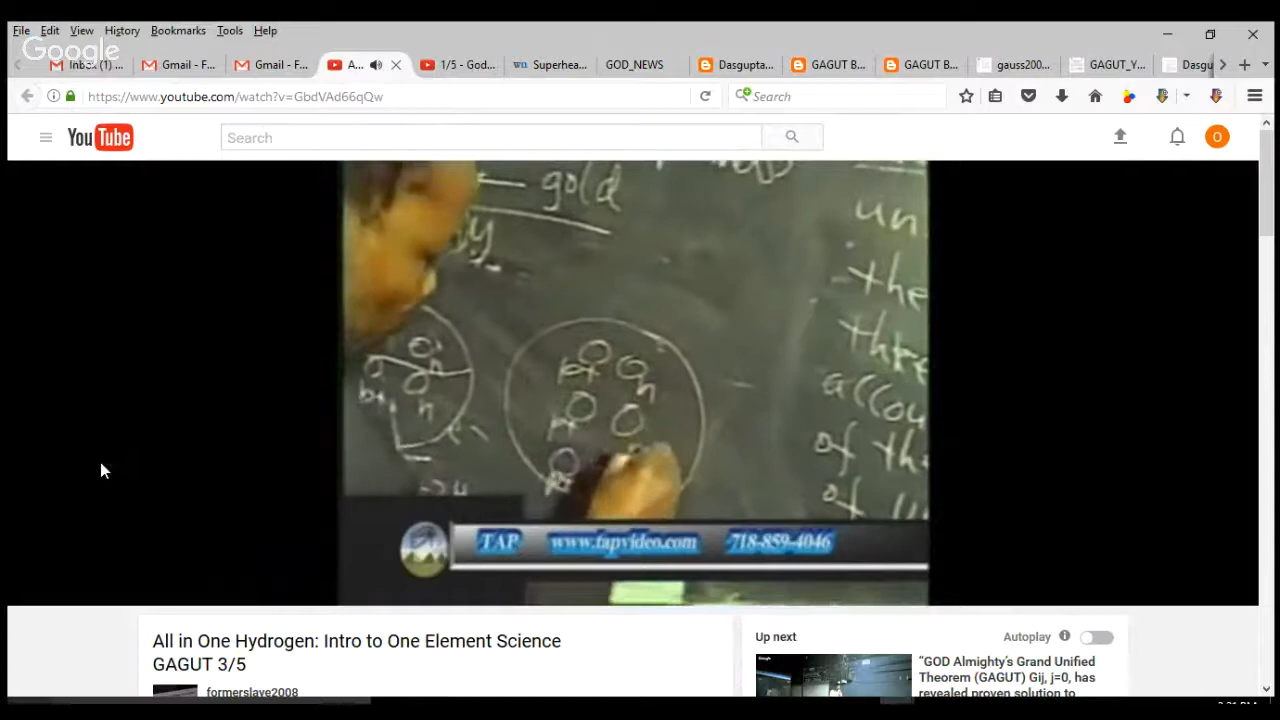 File Edit View History Bookmarks Tools Help
Google
Inbox (1) ... Gmail - F... Gmail - F... A... 1/5 - God... Superhea... GOD_NEWS Dasgupta... GAGUT B... GAGUT B... gauss200... GAGUT_Y... Dasgu
https://www.youtube.com/watch?v=GbdVAd66qQw Search
YouTube Search O
gold
un
the
n
three
n
accou
of th
of
TAP www.tapvideo.com 718-859-4046
All in One Hydrogen: Intro to One Element Science
GAGUT 3/5
formerslave2008
Up next Autoplay
Google
“GOD Almighty's Grand Unified
Theorem (GAGUT) Gij, j=0, has
revealed proven solution to